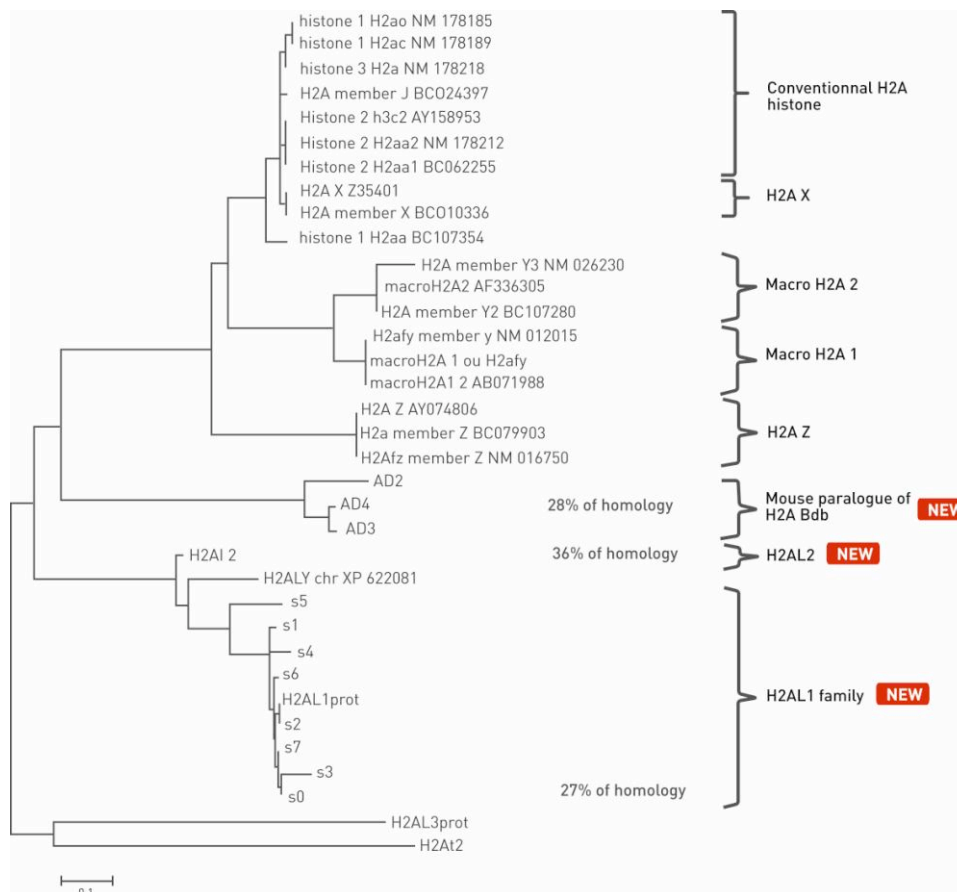 histone 1 H2ao NM 178185
histone 1 H2ac NM 178189
histone 3 H2a NM 178218
H2A member J BCO24397
Histone 2 h3c2 AY158953
Histone 2 H2aa2 NM 178212
Histone 2 H2aa1 BC062255
Conventionnal H2A
histone
H2A X Z35401
H2A member X BCO10336
H2A X
histone 1 H2aa BC107354
H2A member Y3 NM 026230
macroH2A2 AF336305
H2A member Y2 BC107280
Macro H2A 2
H2afy member y NM 012015
macroH2A 1 ou H2afy
macroH2A1 2 AB071988
Macro H2A 1
H2A Z AY074806
H2a member Z BC079903
H2Afz member Z NM 016750
H2A Z
AD2
AD4
AD3
28% of homology
Mouse paralogue of
H2A Bdb
NEW
H2Al 2
36% of homology
H2AL2
NEW
H2ALY chr XP 622081
s5
s1
s4
s6
H2AL1prot
s2
s7
s3
s0
27% of homology
H2AL1 family
NEW
H2AL3prot
H2At2
0.1